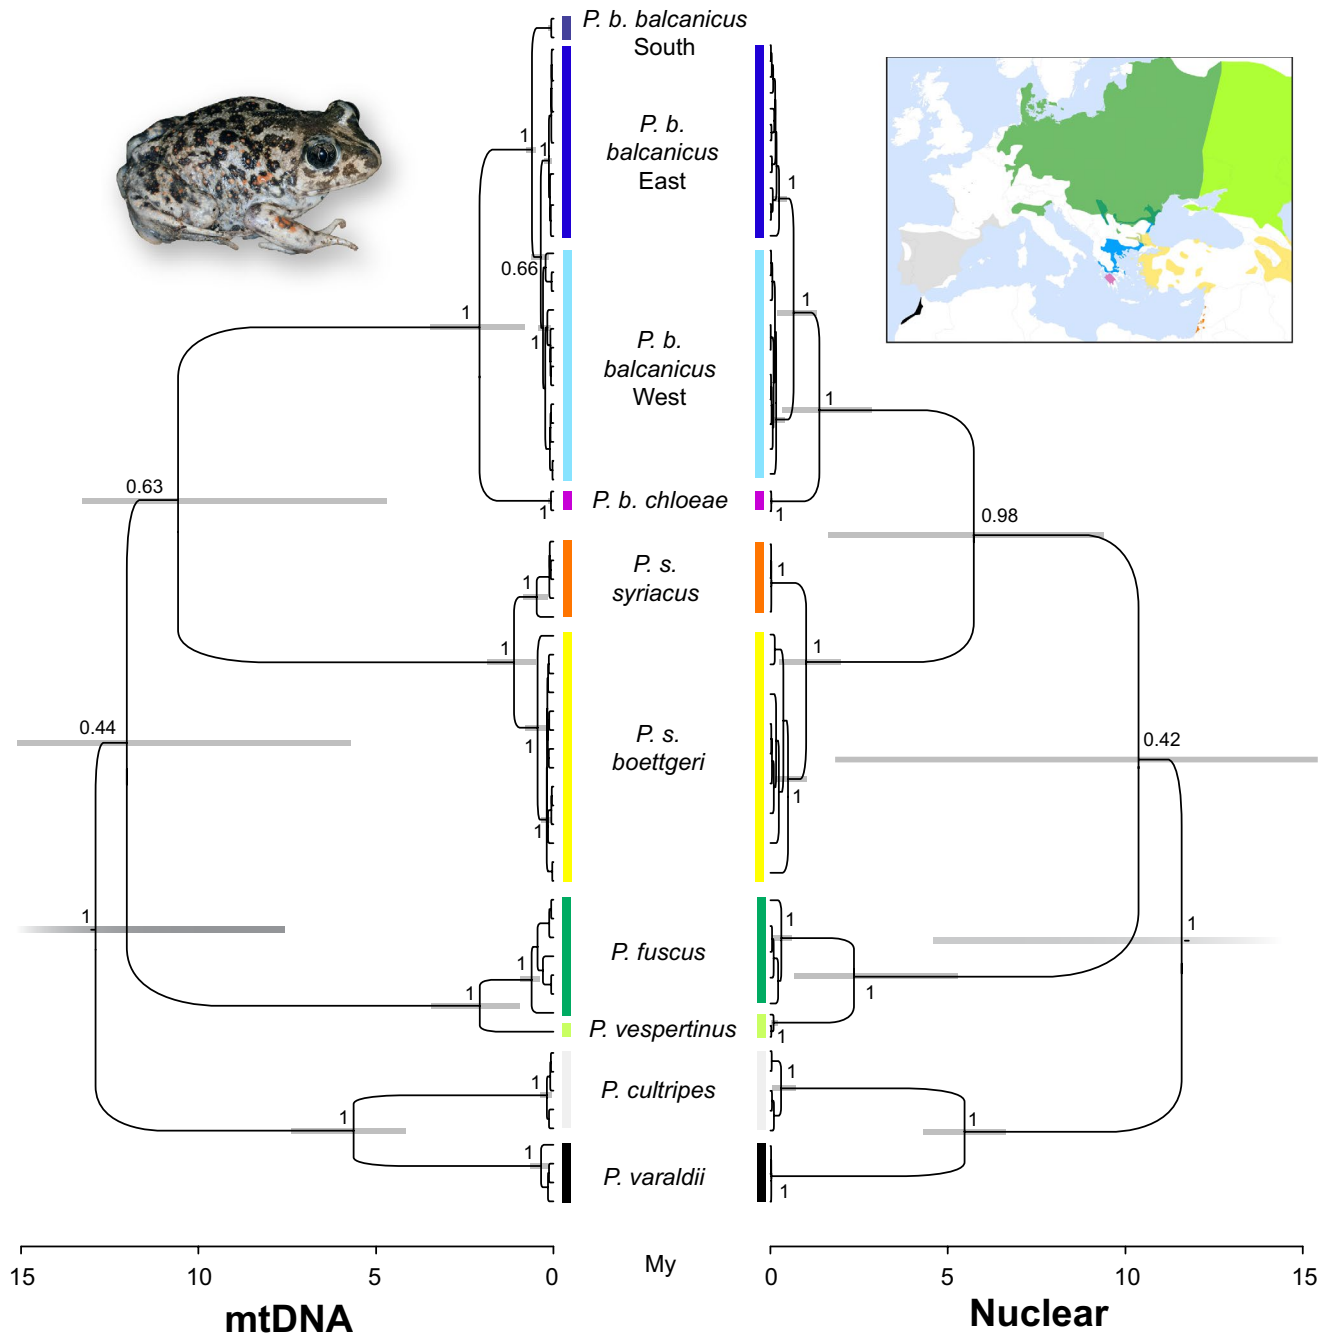 P. b. balcanicus
South
P. b.
balcanicus
East
P. b.
balcanicus
West
P. b. chloeae
P. s.
syriacus
P. s.
boettgeri
P. fuscus
P. vespertinus
P. cultripes
P. varaldii
1
1
0.66
1
1
1
0.63
1
1
1
1
0.44
1
1
1
1
1
1
1
1
1
1
1
0.98
1
1
1
0.42
1
1
1
1
1
1
1
15
10
5
0
My
0
5
10
15
mtDNA
Nuclear